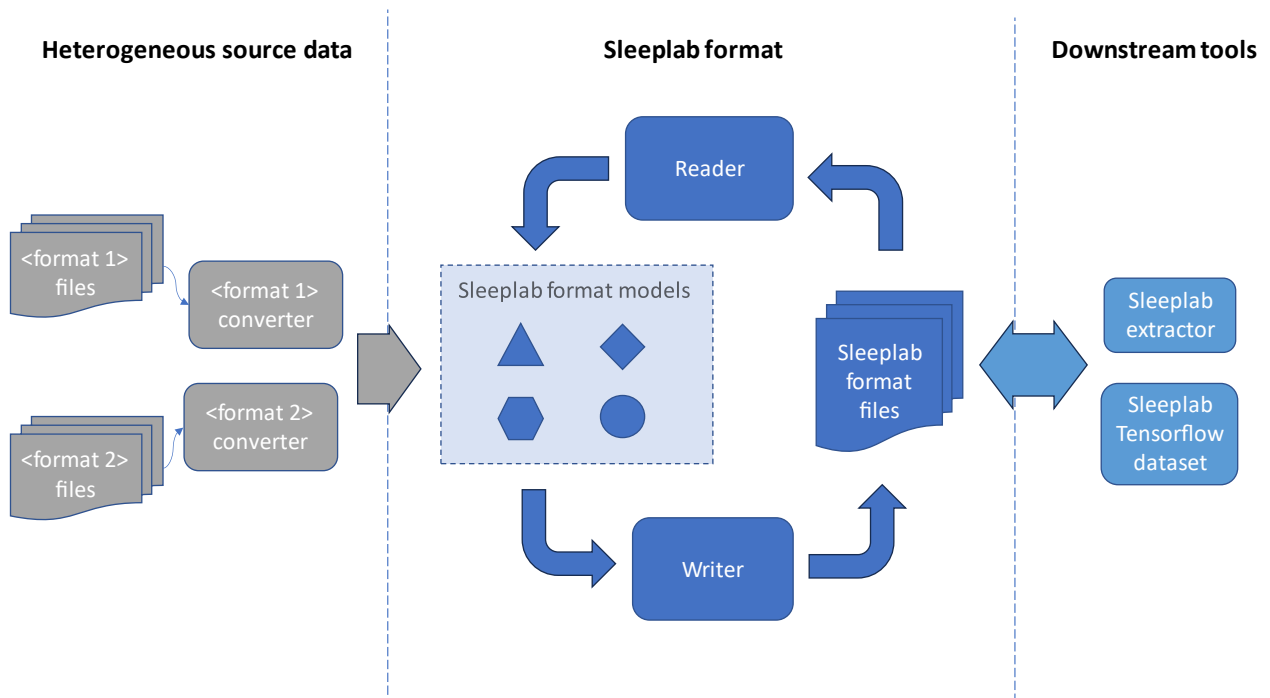 Heterogeneous source data
Sleeplab format
Downstream tools
<format 1>
files
<format 1>
converter
<format 2>
files
<format 2>
converter
Reader
Sleeplab format models
Sleeplab
format
files
Writer
Sleeplab
extractor
Sleeplab
Tensorflow
dataset